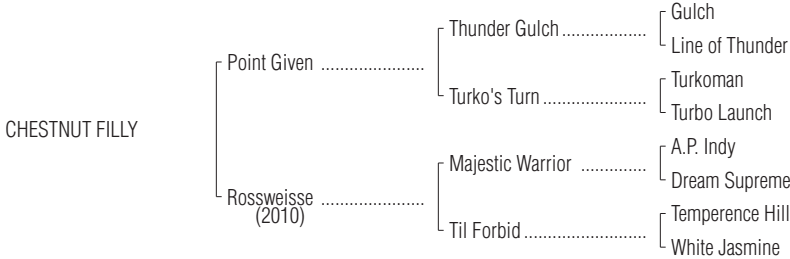 Gulch
Thunder Gulch ..................
Line of Thunder
Point Given ......................
Turkoman
Turko's Turn ......................
Turbo Launch
CHESTNUT FILLY
A.P. Indy
Majestic Warrior ..............
Dream Supreme
Rossweisse ......................
(2010)
Temperence Hill
Til Forbid ..........................
White Jasmine